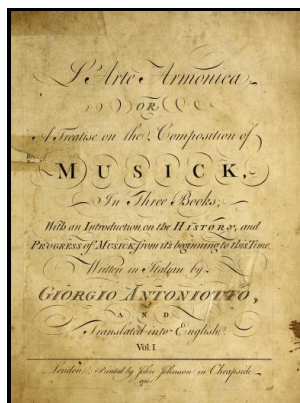 L'Arte Armonica
OR
A Treatise on the Composition of
MUSICK,
In Three Books;
With an Introduction, on the HISTORY, and
PROGRESS of MUSICK, from it's beginning to this Time.
Written in Italian by
GIORGIO ANTONIOTTO,
AND
Translated into English.
Vol. I
London Printed by John Johnson in Cheapside